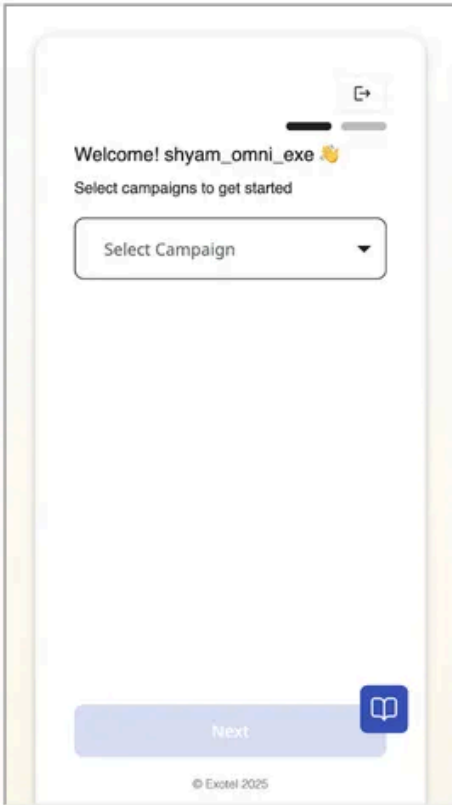 Welcome! shyam_omni_exe 👋
Select campaigns to get started
Select Campaign
Next
© Exotel 2025